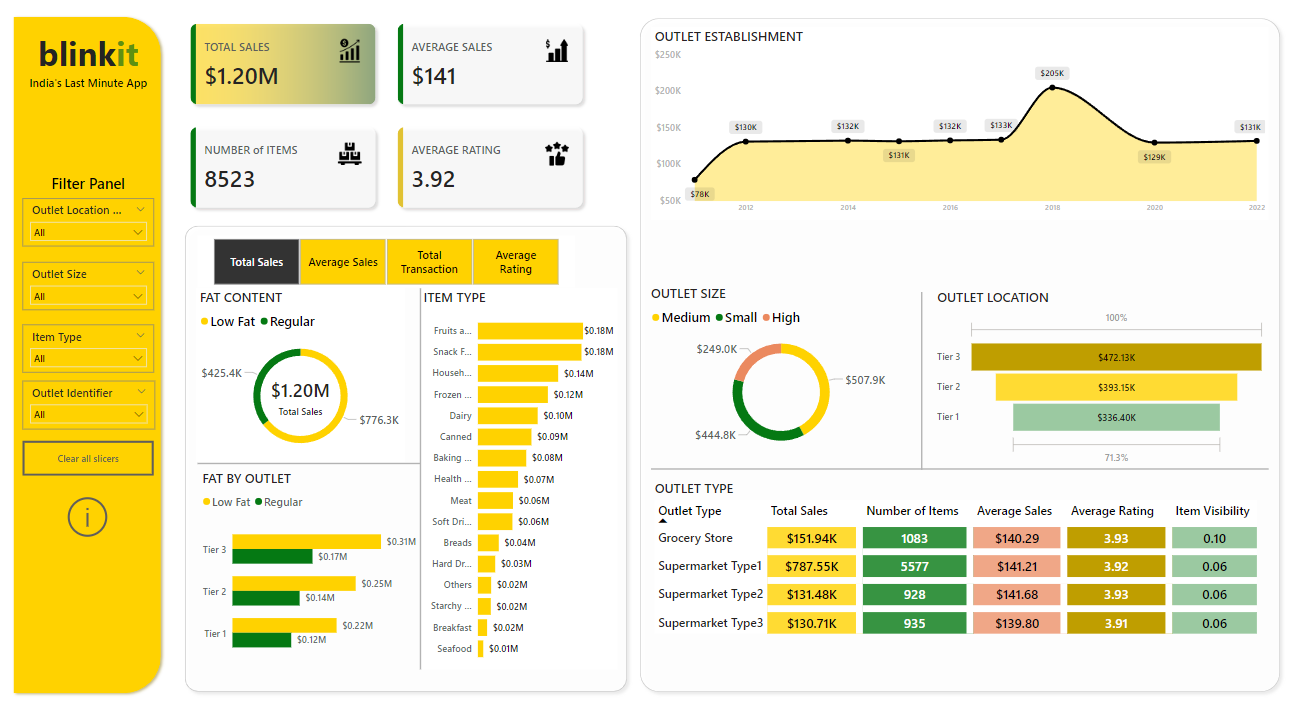 blinkit
India's Last Minute App
Filter Panel
Outlet Location ...
All
Outlet Size
All
Item Type
All
Outlet Identifier
All
Clear all slicers
i
TOTAL SALES
$1.20M
AVERAGE SALES
$141
NUMBER of ITEMS
8523
AVERAGE RATING
3.92
Total Sales
Average Sales
Total
Transaction
Average
Rating
FAT CONTENT
Low Fat Regular
$425.4K
$1.20M
Total Sales
$776.3K
FAT BY OUTLET
Low Fat Regular
Tier 3 $0.31M
$0.17M
Tier 2 $0.25M
$0.14M
Tier 1 $0.22M
$0.12M
ITEM TYPE
Fruits a... $0.18M
Snack F... $0.18M
Househ... $0.14M
Frozen ... $0.12M
Dairy $0.10M
Canned $0.09M
Baking ... $0.08M
Health ... $0.07M
Meat $0.06M
Soft Dri... $0.06M
Breads $0.04M
Hard Dr... $0.03M
Others $0.02M
Starchy ... $0.02M
Breakfast $0.02M
Seafood $0.01M
OUTLET ESTABLISHMENT
$250K
$200K
$150K
$100K
$50K
$78K
$130K
$132K
$131K
$132K
$133K
$205K
$129K
$131K
2012 2014 2016 2018 2020 2022
OUTLET SIZE
Medium Small High
$249.0K
$507.9K
$444.8K
OUTLET LOCATION
100%
Tier 3 $472.13K
Tier 2 $393.15K
Tier 1 $336.40K
71.3%
OUTLET TYPE
Outlet Type Total Sales Number of Items Average Sales Average Rating Item Visibility
Grocery Store $151.94K 1083 $140.29 3.93 0.10
Supermarket Type1 $787.55K 5577 $141.21 3.92 0.06
Supermarket Type2 $131.48K 928 $141.68 3.93 0.06
Supermarket Type3 $130.71K 935 $139.80 3.91 0.06